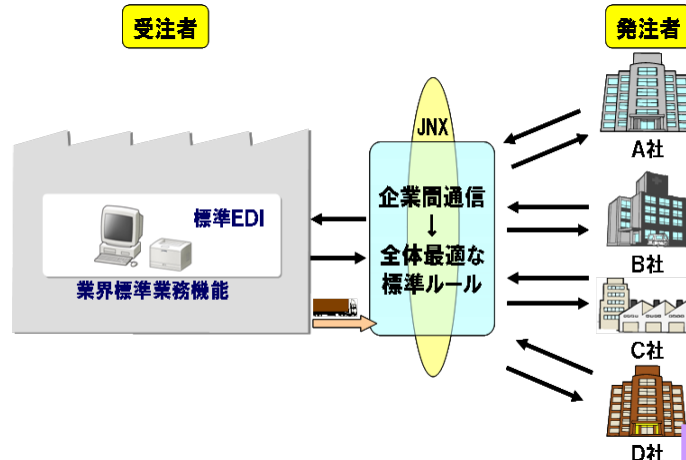 受注者
発注者
JNX
企業間通信
↓
全体最適な
標準ルール
標準EDI
業界標準業務機能
A社
B社
C社
D社